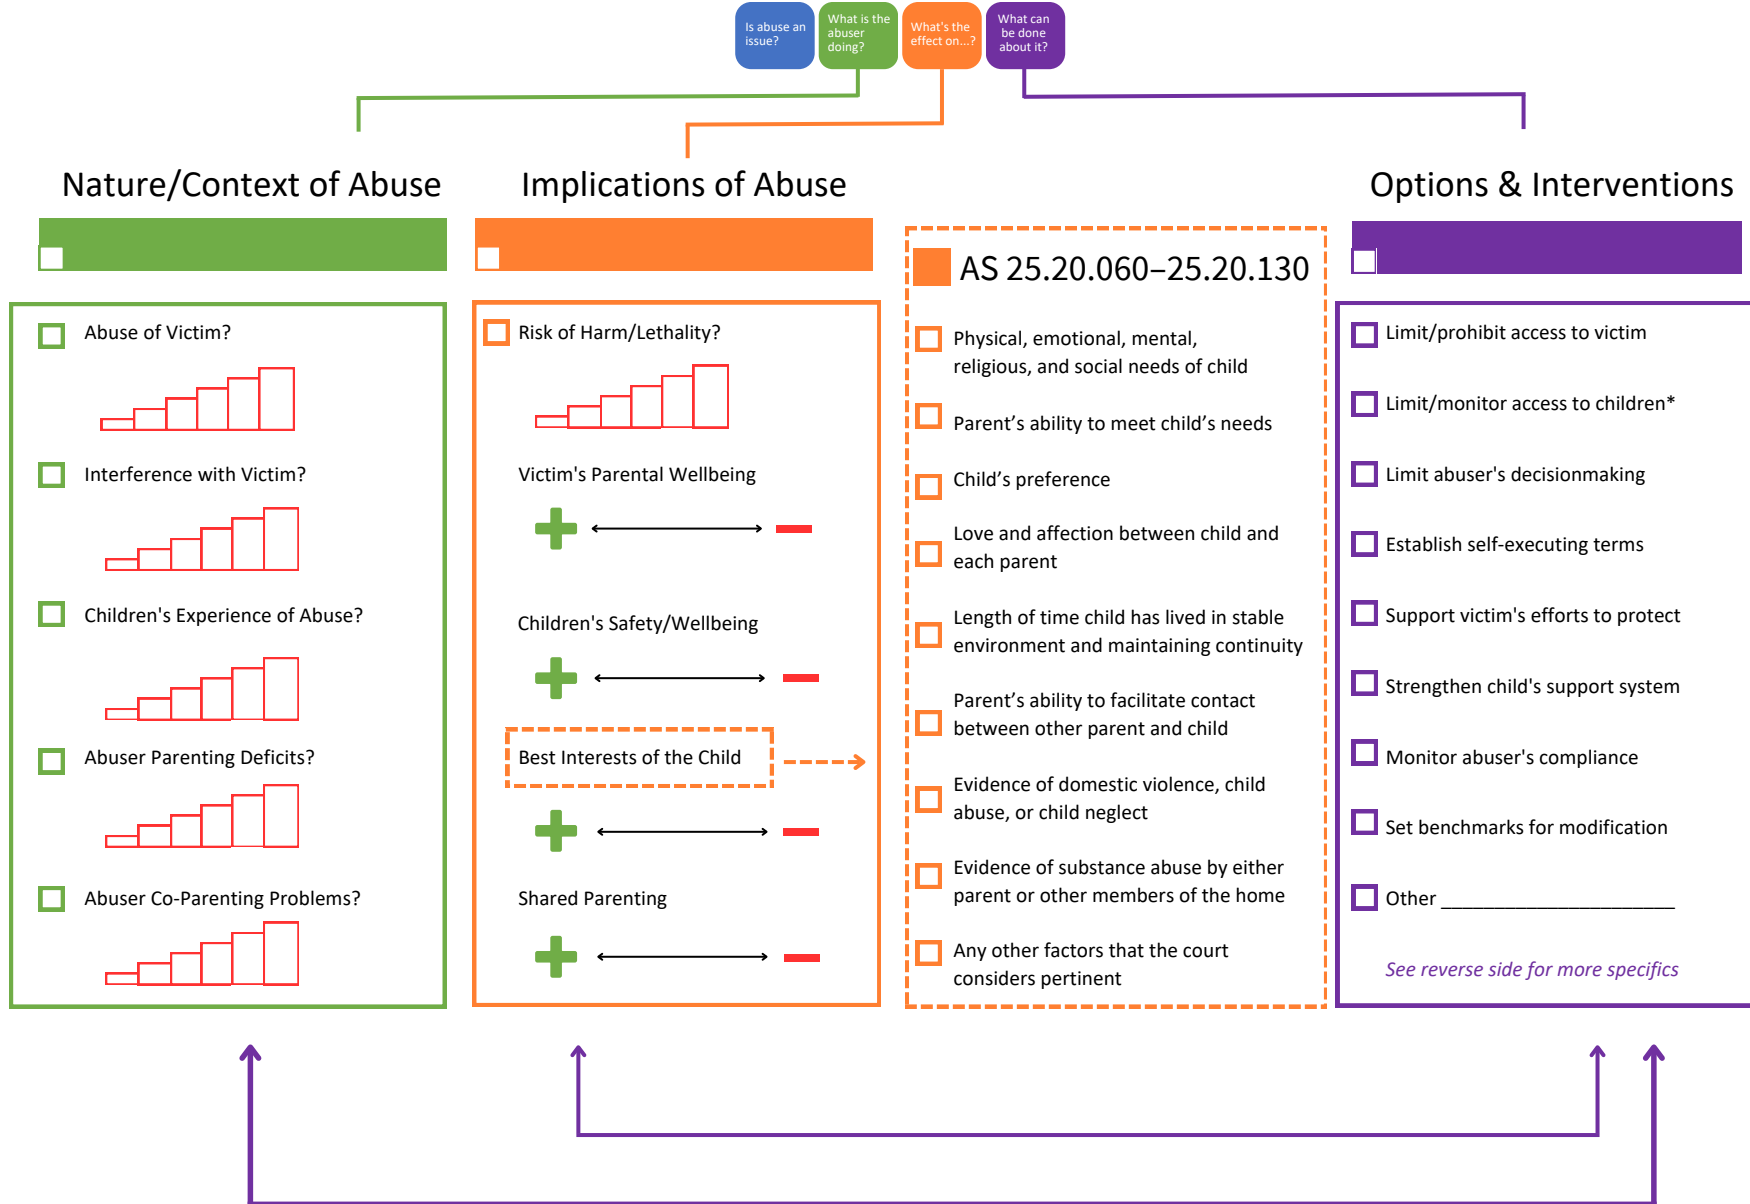 Is abuse an
issue?
What is the
abuser
doing?
What's the
effect on...?
What can
be done
about it?
Nature/Context of Abuse
Abuse of Victim?
Interference with Victim?
Children's Experience of Abuse?
Abuser Parenting Deficits?
Abuser Co-Parenting Problems?
Implications of Abuse
Risk of Harm/Lethality?
Victim's Parental Wellbeing
Children's Safety/Wellbeing
Best Interests of the Child
Shared Parenting
AS 25.20.060–25.20.130
Physical, emotional, mental,
religious, and social needs of child
Parent’s ability to meet child’s needs
Child’s preference
Love and affection between child and
each parent
Length of time child has lived in stable
environment and maintaining continuity
Parent’s ability to facilitate contact
between other parent and child
Evidence of domestic violence, child
abuse, or child neglect
Evidence of substance abuse by either
parent or other members of the home
Any other factors that the court
considers pertinent
Options & Interventions
Limit/prohibit access to victim
Limit/monitor access to children*
Limit abuser's decisionmaking
Establish self-executing terms
Support victim's efforts to protect
Strengthen child's support system
Monitor abuser's compliance
Set benchmarks for modification
Other ______________________
See reverse side for more specifics